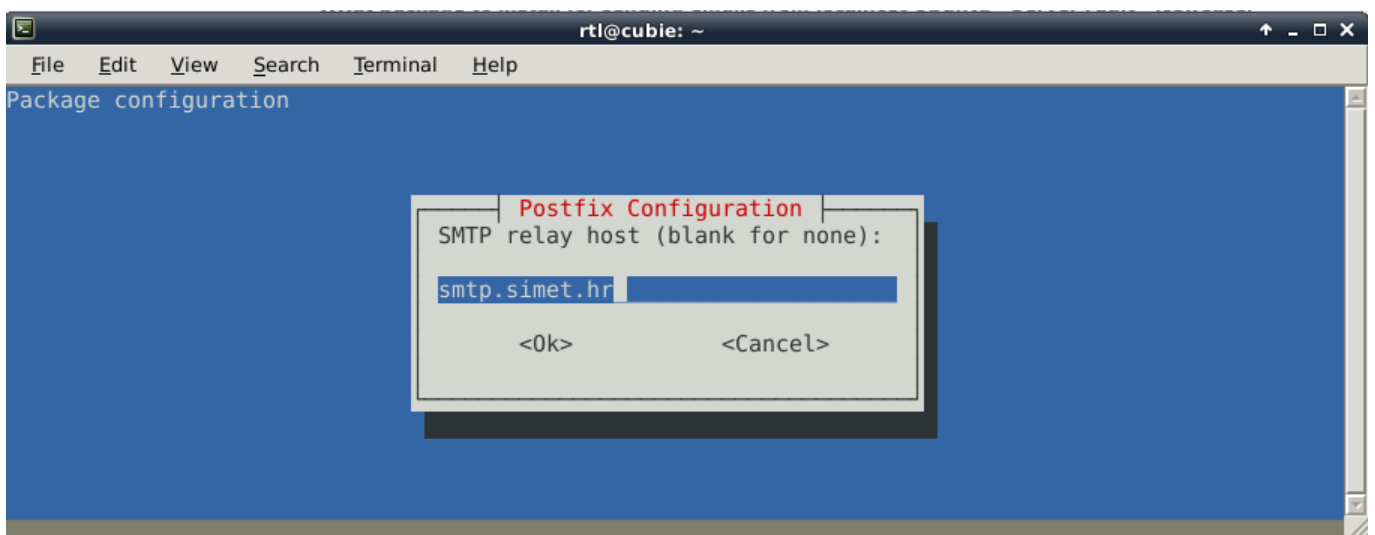 rtl@cubie: ~
File Edit View Search Terminal Help
Package configuration
Postfix Configuration
SMTP relay host (blank for none):
smtp.simet.hr
<Ok> <Cancel>